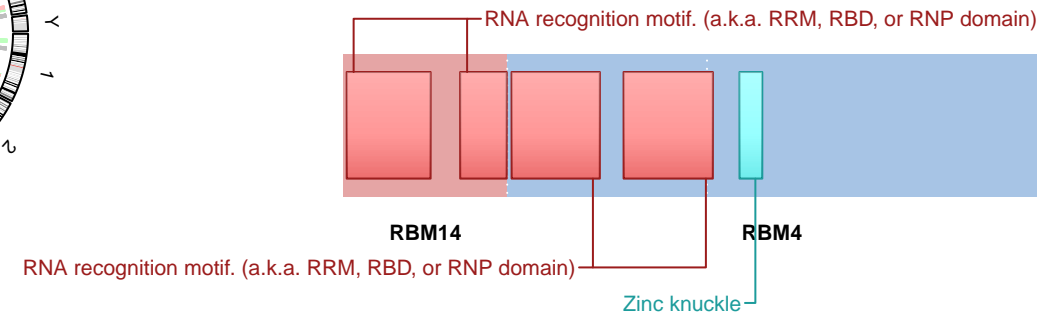 Y
1
2
RNA recognition motif. (a.k.a. RRM, RBD, or RNP domain)
RBM14
RBM4
RNA recognition motif. (a.k.a. RRM, RBD, or RNP domain)
Zinc knuckle